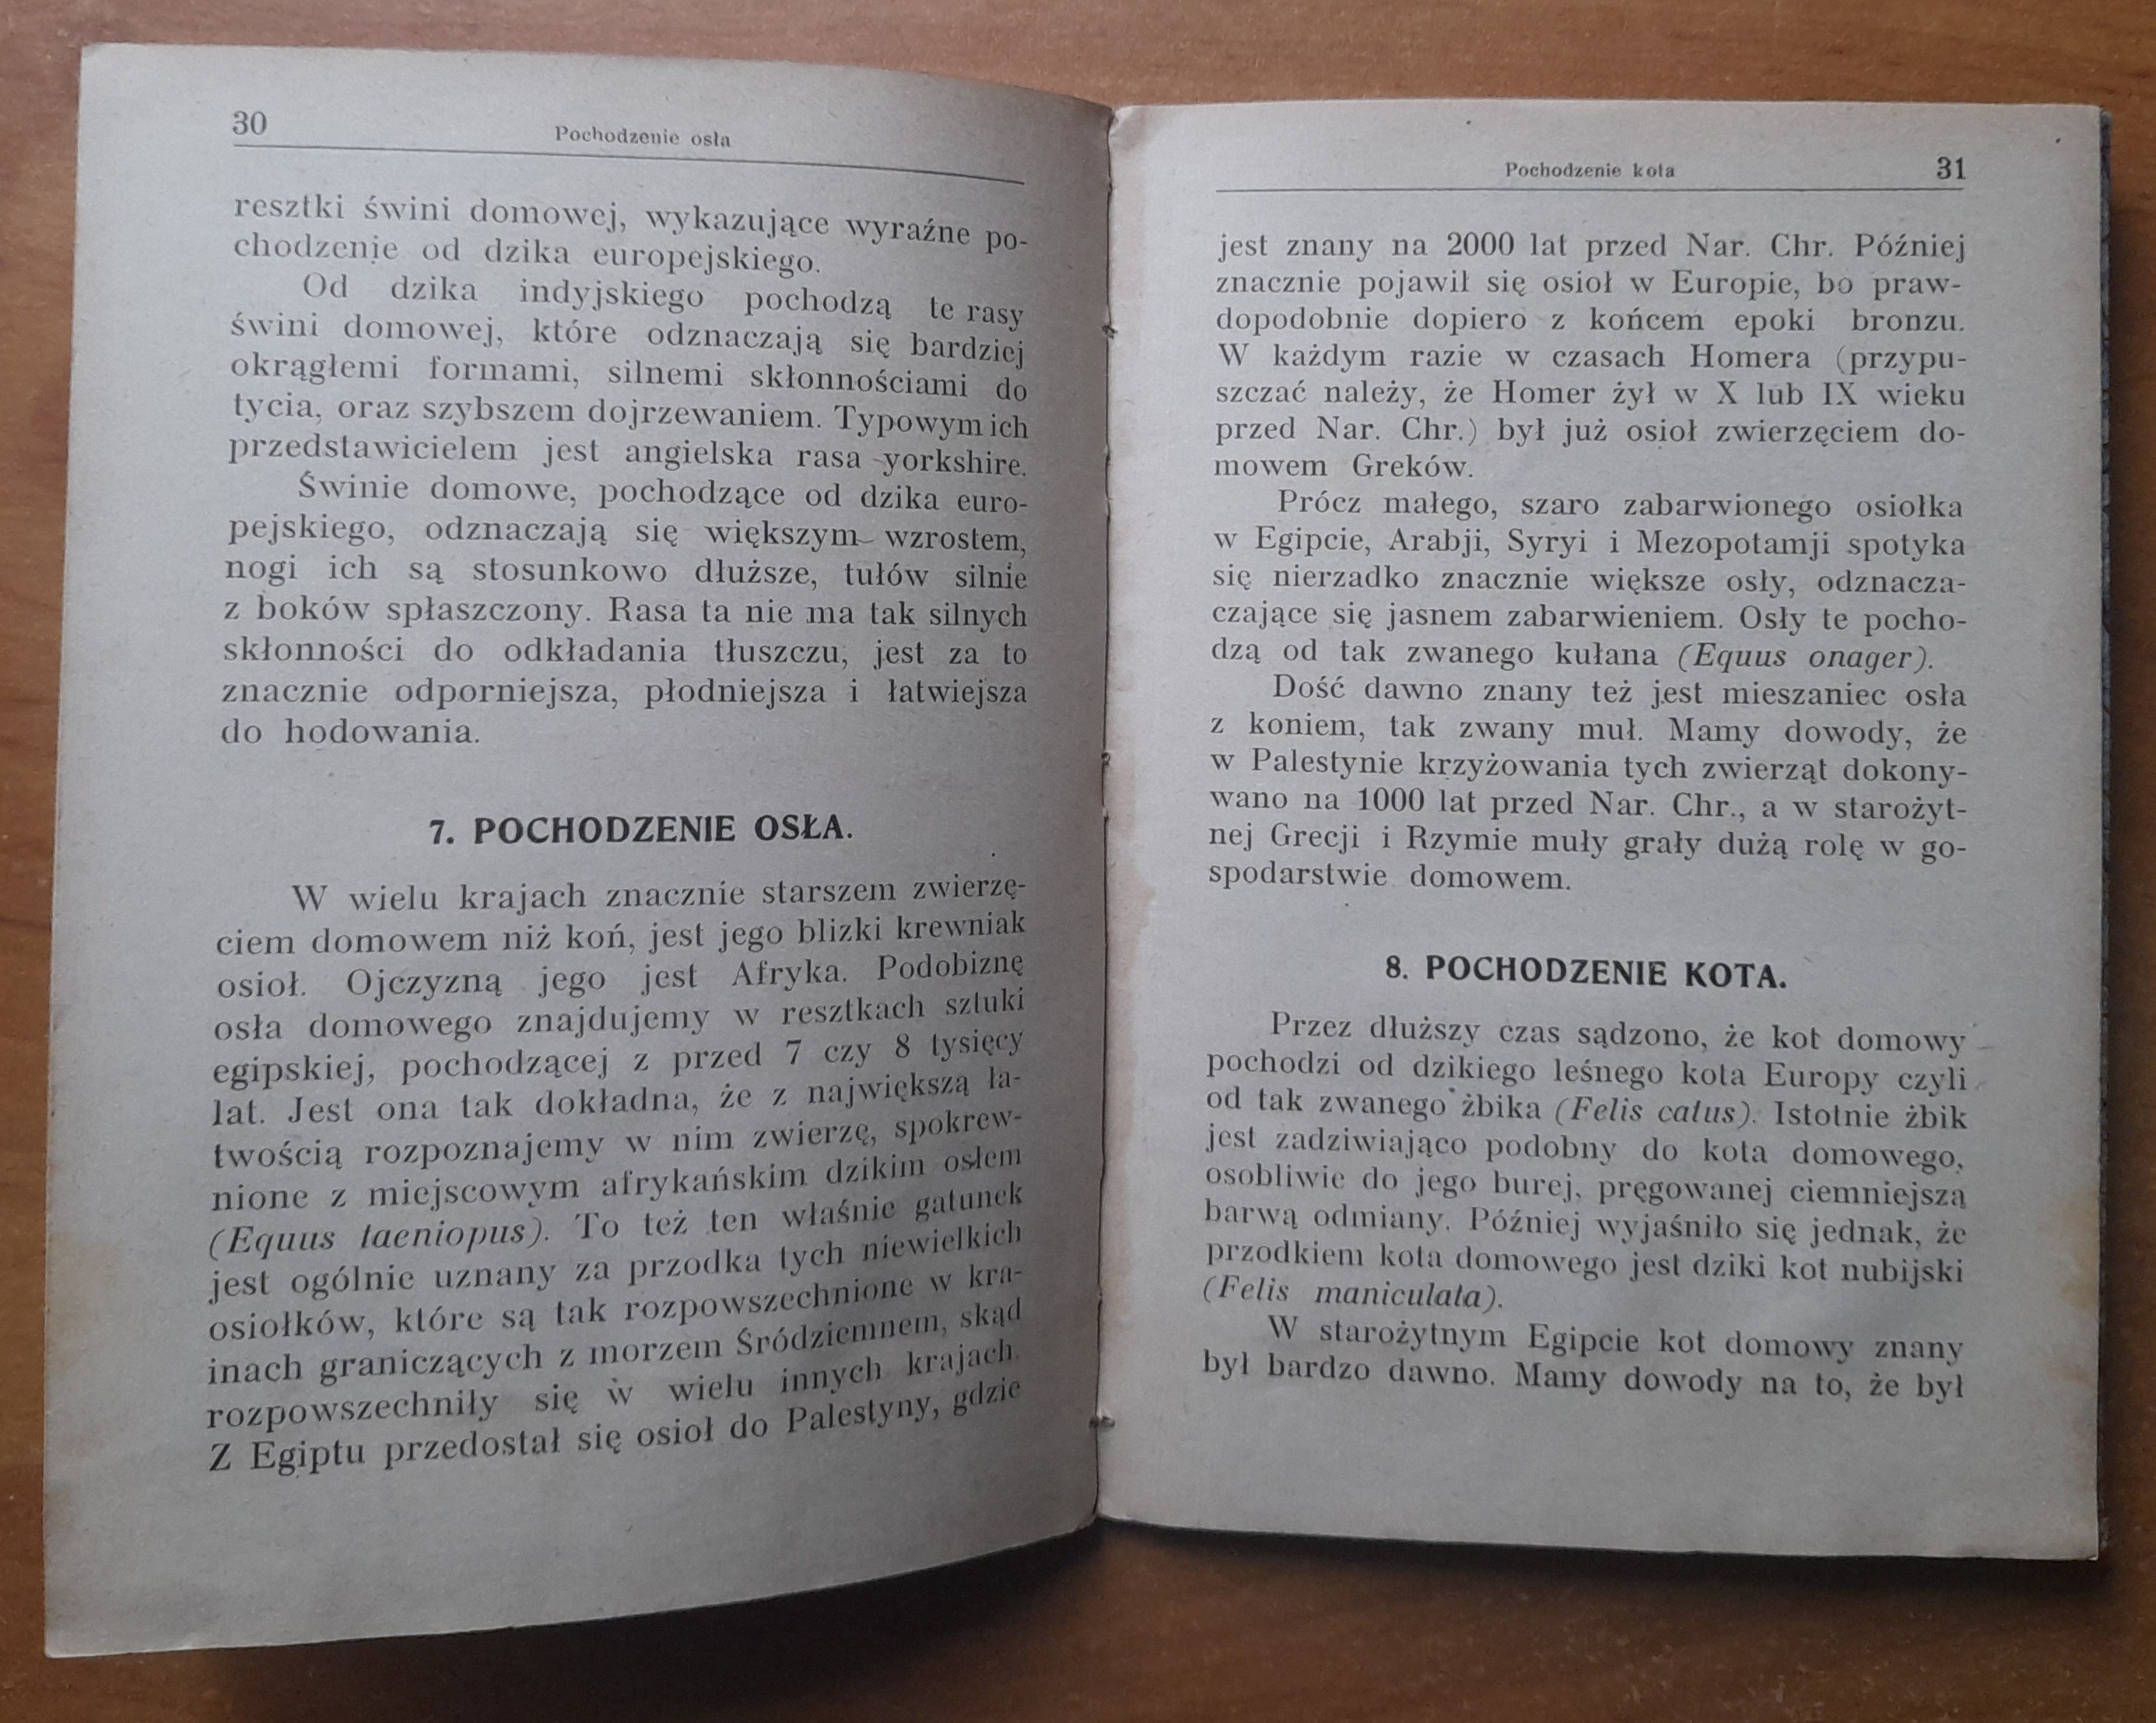 30
Pochodzenie osła
resztki świni domowej, wykazujące wyraźne po-
chodzenie od dzika europejskiego.
Od dzika indyjskiego pochodzą te rasy
świni domowej, które odznaczają się bardziej
okrągłemi formami, silnemi skłonnościami do
tycia, oraz szybszem dojrzewaniem. Typowym ich
przedstawicielem jest angielska rasa yorkshire.
Świnie domowe, pochodzące od dzika euro-
pejskiego, odznaczają się większym wzrostem,
nogi ich są stosunkowo dłuższe, tułów silnie
z boków spłaszczony. Rasa ta nie ma tak silnych
skłonności do odkładania tłuszczu, jest za to
znacznie odporniejsza, płodniejsza i łatwiejsza
do hodowania.
7. POCHODZENIE OSŁA.
W wielu krajach znacznie starszem zwierzę-
ciem domowem niż koń, jest jego blizki krewniak
osioł. Ojczyzną jego jest Afryka. Podobiznę
osła domowego znajdujemy w resztkach sztuki
egipskiej, pochodzącej z przed 7 czy 8 tysięcy
lat. Jest ona tak dokładna, że z największą ła-
twością rozpoznajemy w nim zwierzę, spokrew-
nione z miejscowym afrykańskim dzikim osłem
(Equus taeniopus). To też ten właśnie gatunek
jest ogólnie uznany za przodka tych niewielkich
osiołków, które są tak rozpowszechnione w kra-
inach graniczących z morzem Śródziemnem, skąd
rozpowszechniły się w wielu innych krajach.
Z Egiptu przedostał się osioł do Palestyny, gdzie
Pochodzenie kota
31
jest znany na 2000 lat przed Nar. Chr. Później
znacznie pojawił się osioł w Europie, bo praw-
dopodobnie dopiero z końcem epoki bronzu.
W każdym razie w czasach Homera (przypu-
szczać należy, że Homer żył w X lub IX wieku
przed Nar. Chr.) był już osioł zwierzęciem do-
mowem Greków.
Prócz małego, szaro zabarwionego osiołka
w Egipcie, Arabji, Syryi i Mezopotamji spotyka
się nierzadko znacznie większe osły, odznacza-
czające się jasnem zabarwieniem. Osły te pocho-
dzą od tak zwanego kułana (Equus onager).
Dość dawno znany też jest mieszaniec osła
z koniem, tak zwany muł. Mamy dowody, że
w Palestynie krzyżowania tych zwierząt dokony-
wano na 1000 lat przed Nar. Chr., a w starożyt-
nej Grecji i Rzymie muły grały dużą rolę w go-
spodarstwie domowem.
8. POCHODZENIE KOTA.
Przez dłuższy czas sądzono, że kot domowy
pochodzi od dzikiego leśnego kota Europy czyli
od tak zwanego żbika (Felis catus). Istotnie żbik
jest zadziwiająco podobny do kota domowego,
osobliwie do jego burej, pręgowanej ciemniejszą
barwą odmiany. Później wyjaśniło się jednak, że
przodkiem kota domowego jest dziki kot nubijski
(Felis maniculata).
W starożytnym Egipcie kot domowy znany
był bardzo dawno. Mamy dowody na to, że był